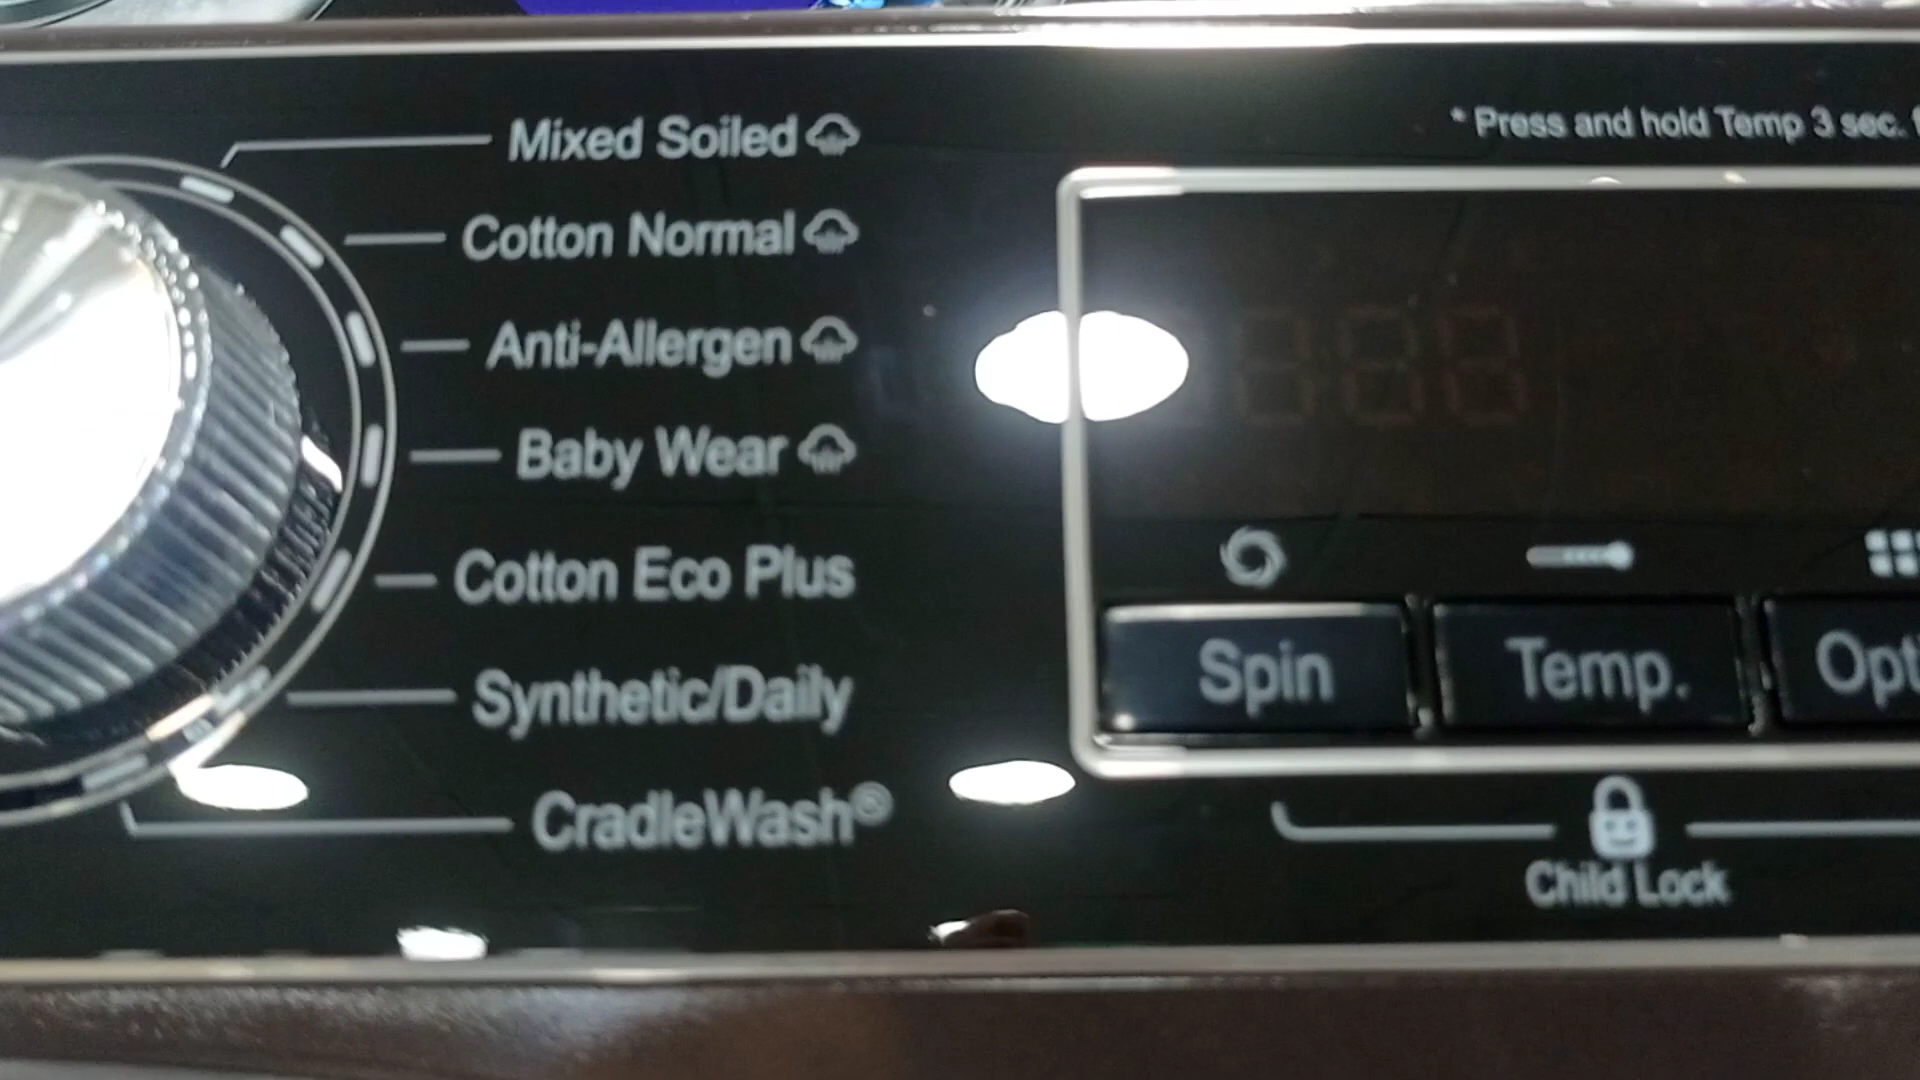 * Press and hold Temp 3 sec.
Mixed Soiled
Cotton Normal
Anti-Allergen
Baby Wear
Cotton Eco Plus
Synthetic/Daily
CradleWash®
Spin
Temp.
Opti
Child Lock